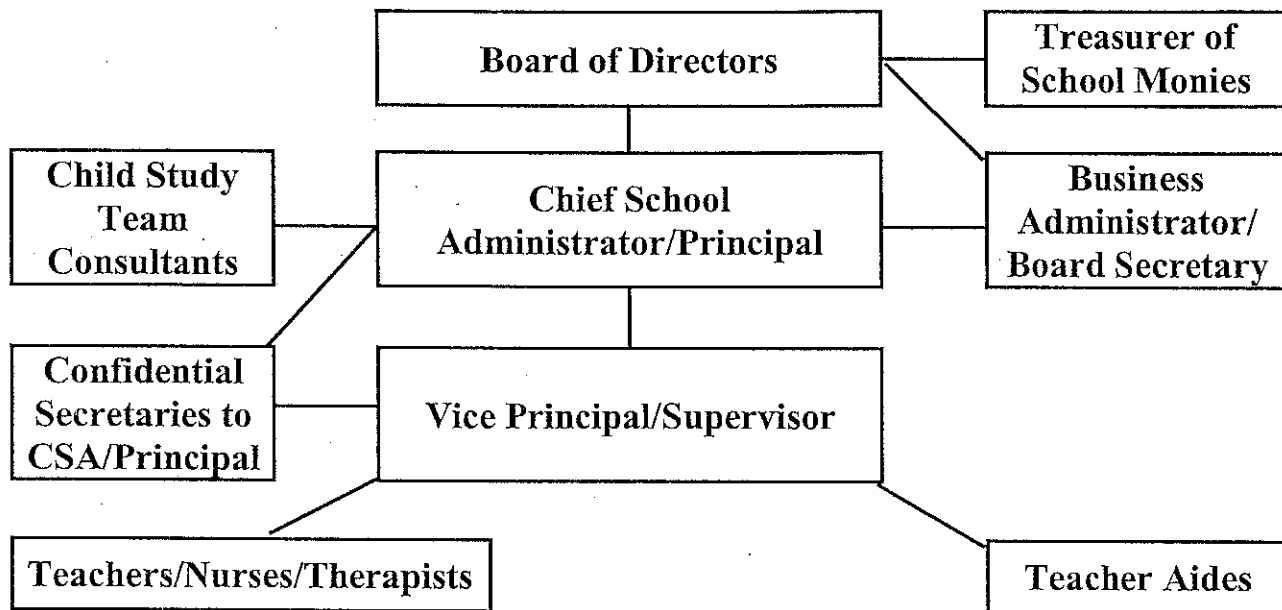 Board of Directors
Treasurer of
School Monies
Child Study
Team
Consultants
Chief School
Administrator/Principal
Business
Administrator/
Board Secretary
Confidential
Secretaries to
CSA/Principal
Vice Principal/Supervisor
Teachers/Nurses/Therapists
Teacher Aides